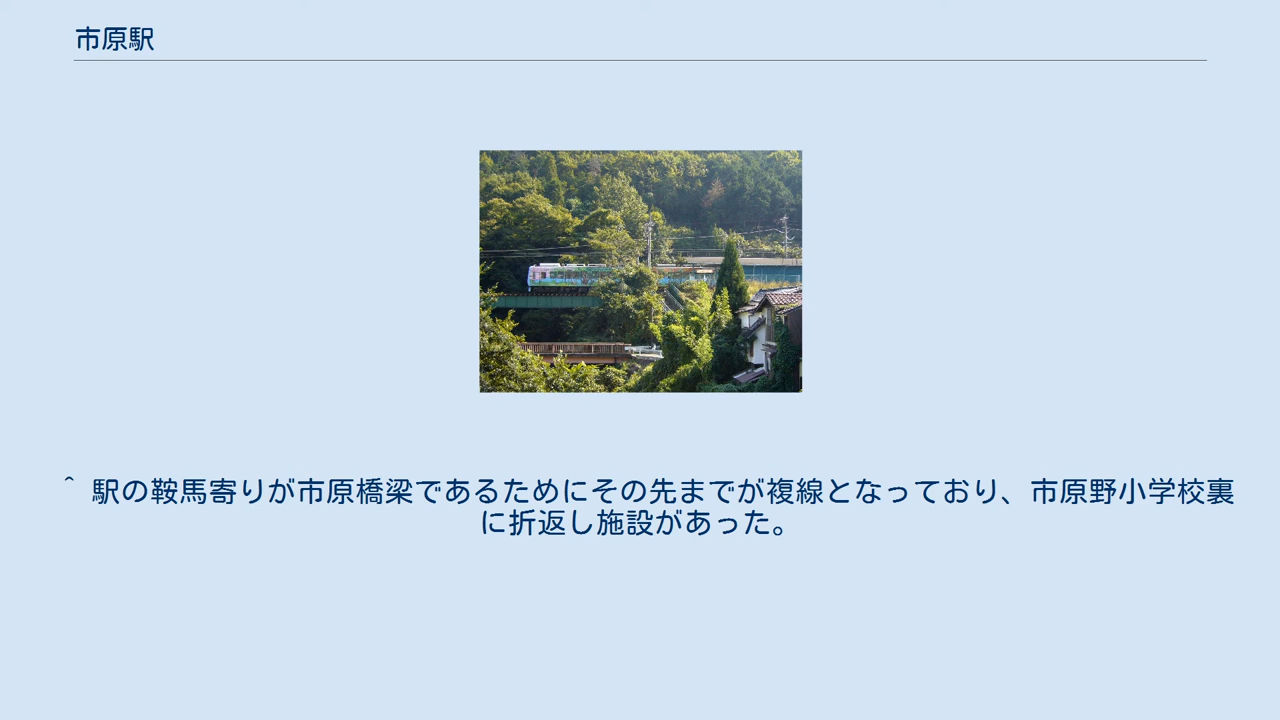 市原駅
^ 駅の鞍馬寄りが市原橋梁であるためにその先までが複線となっており、市原野小学校裏
に折返し施設があった。